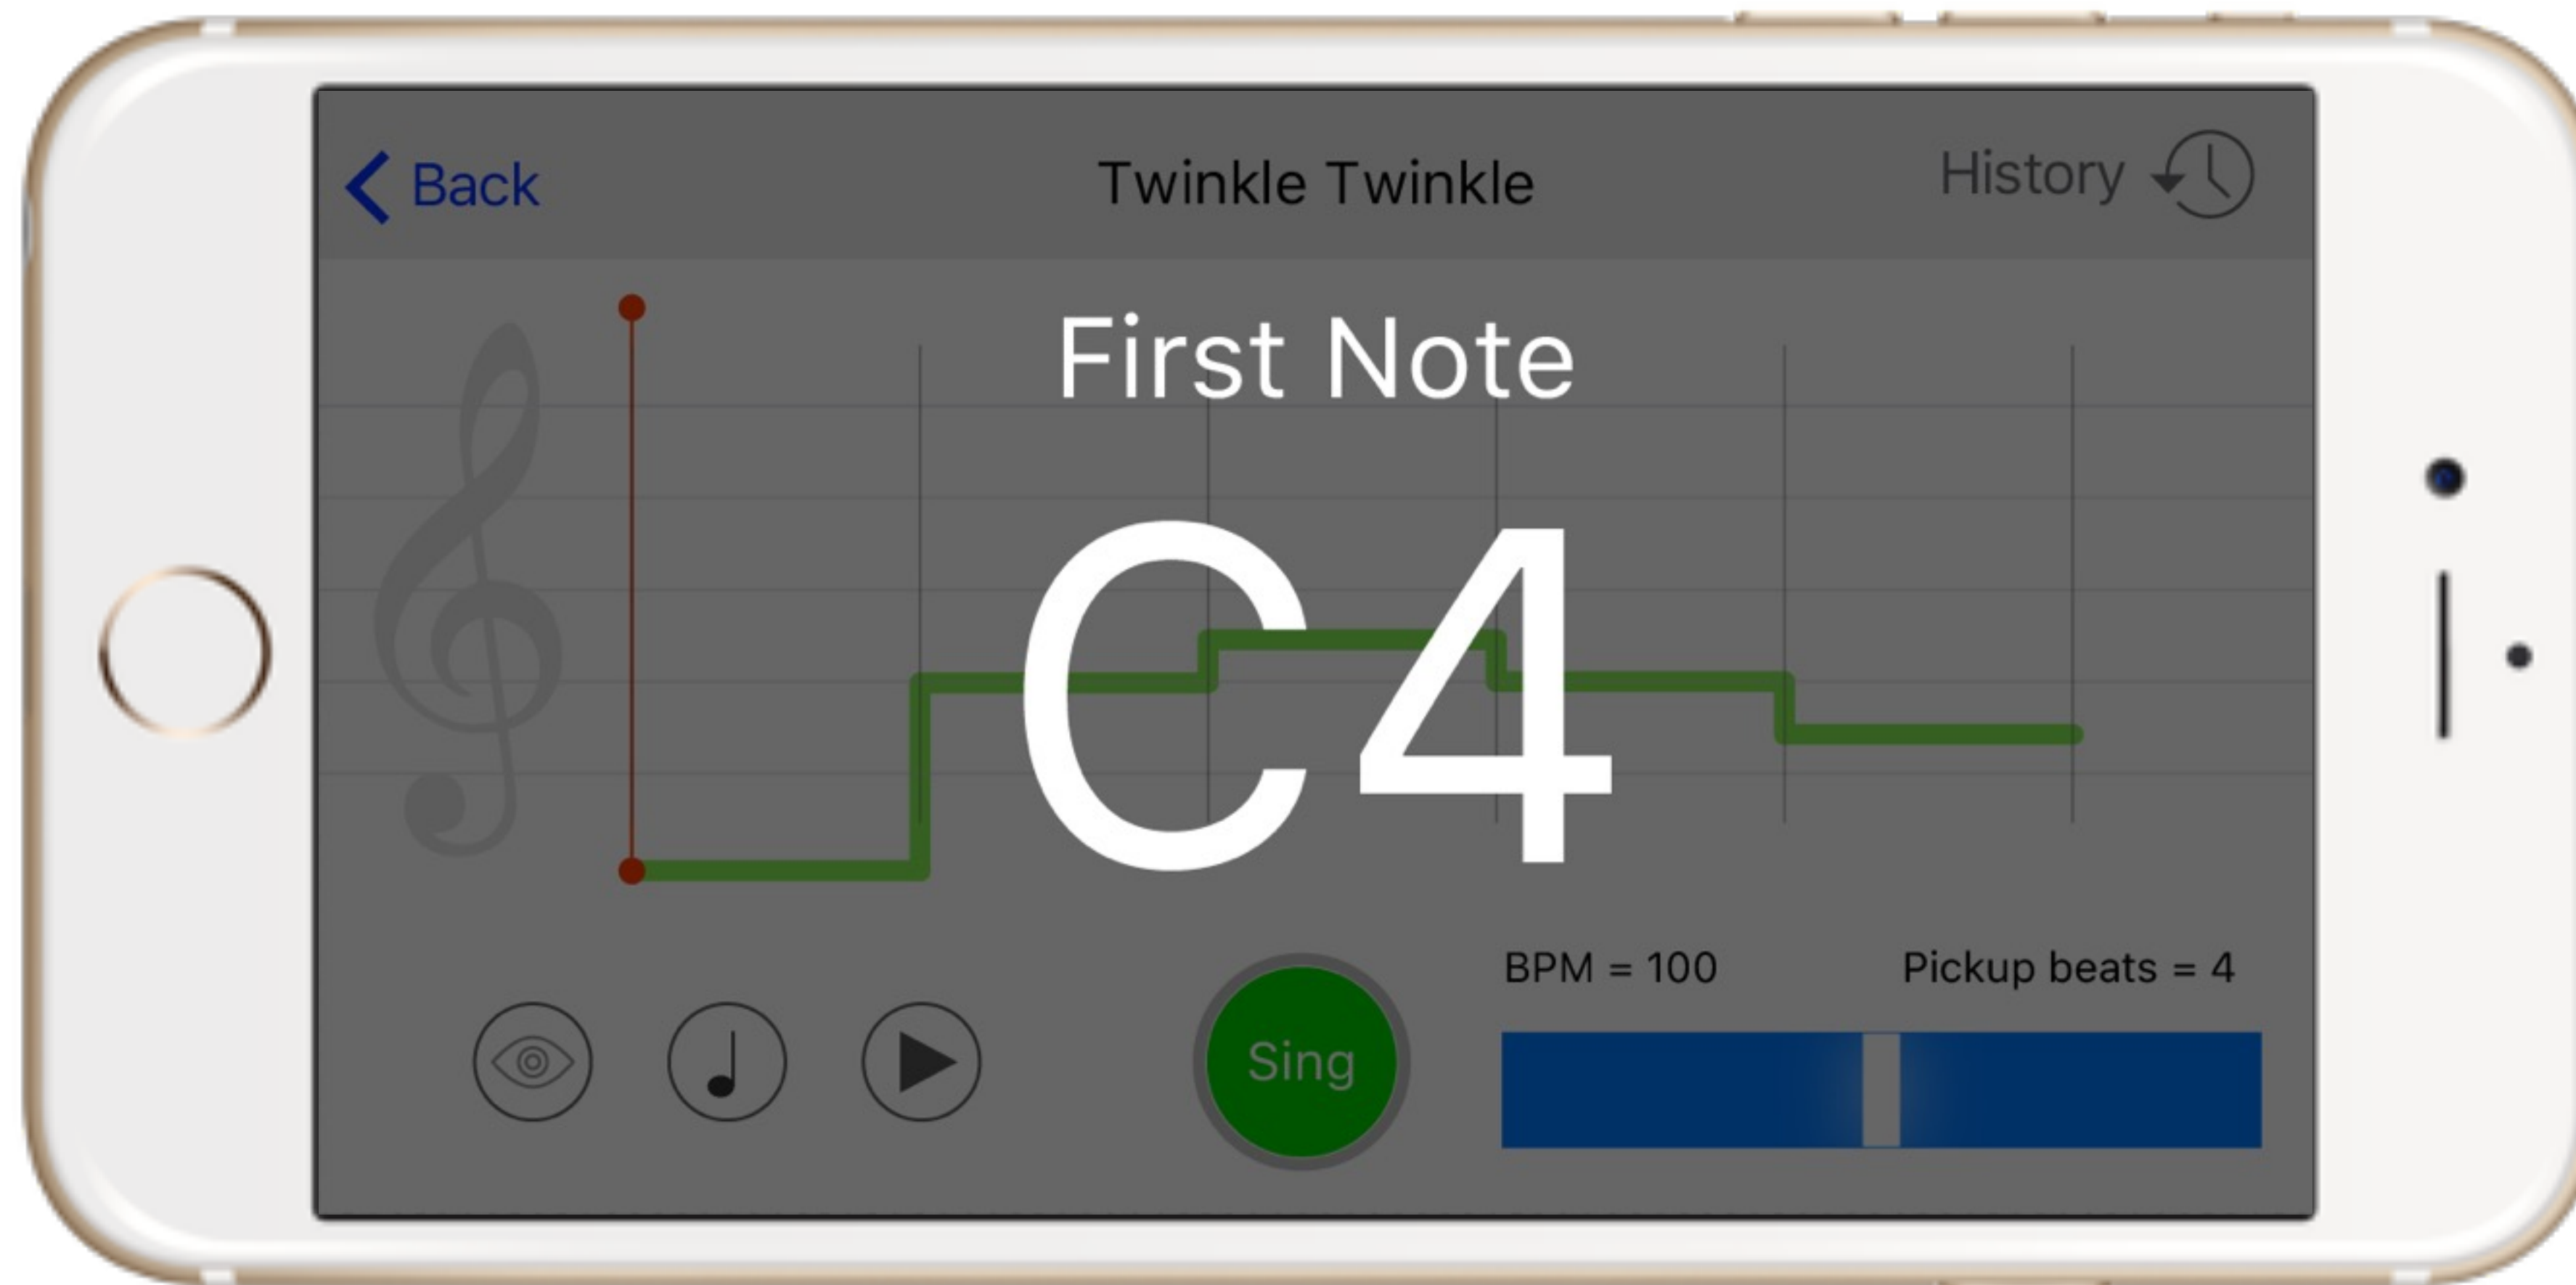 Back
Twinkle Twinkle
History
First Note
C4
BPM = 100
Pickup beats = 4
Sing